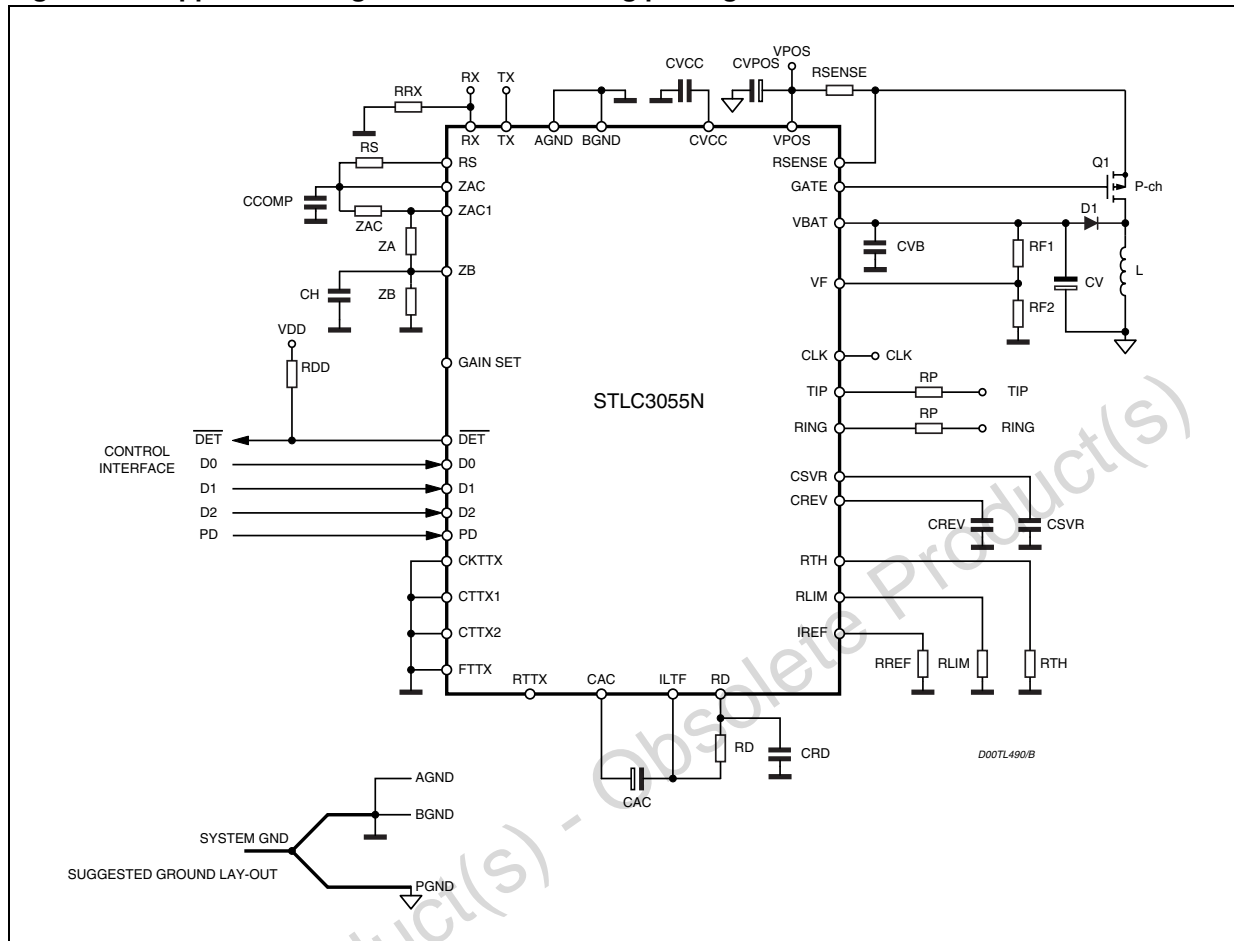 VPOS
CVCC
CVPOS
RSENSE
RX
TX
RRX
RX
TX
AGND
BGND
CVCC
VPOS
RS
RS
RSENSE
Q1
ZAC
GATE
P-ch
CCOMP
ZAC1
ZAC
VBAT
D1
ZA
CVB
RF1
L
ZB
CH
ZB
VF
CV
RF2
VDD
RDD
GAIN SET
CLK
CLK
STLC3055N
TIP
RP
TIP
RING
RP
RING
CONTROL
INTERFACE
DET
DET
D0
D0
D1
D1
D2
D2
PD
PD
CSVR
CREV
CREV
CSVR
CKTTX
RTH
CTTX1
RLIM
CTTX2
IREF
FTTX
RREF
RLIM
RTH
RTTX
CAC
ILTF
RD
RD
CRD
D00TL490/B
CAC
AGND
BGND
SYSTEM GND
SUGGESTED GROUND LAY-OUT
PGND
Product(s) - Obsolete Product(s)